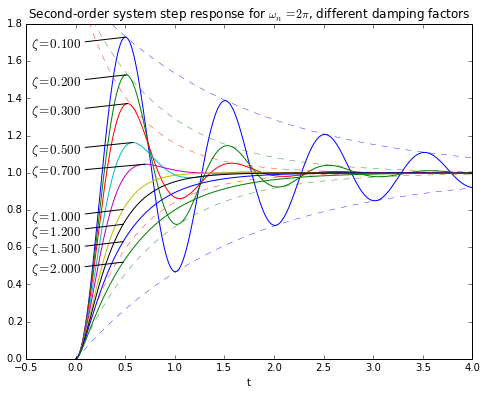 Second-order system step response for ωn = 2π, different damping factors
1.8
1.6
1.4
1.2
1.0
0.8
0.6
0.4
0.2
0.0
ζ=0.100
ζ=0.200
ζ=0.300
ζ=0.500
ζ=0.700
ζ=1.000
ζ=1.200
ζ=1.500
ζ=2.000
−0.5 0.0 0.5 1.0 1.5 2.0 2.5 3.0 3.5 4.0
t